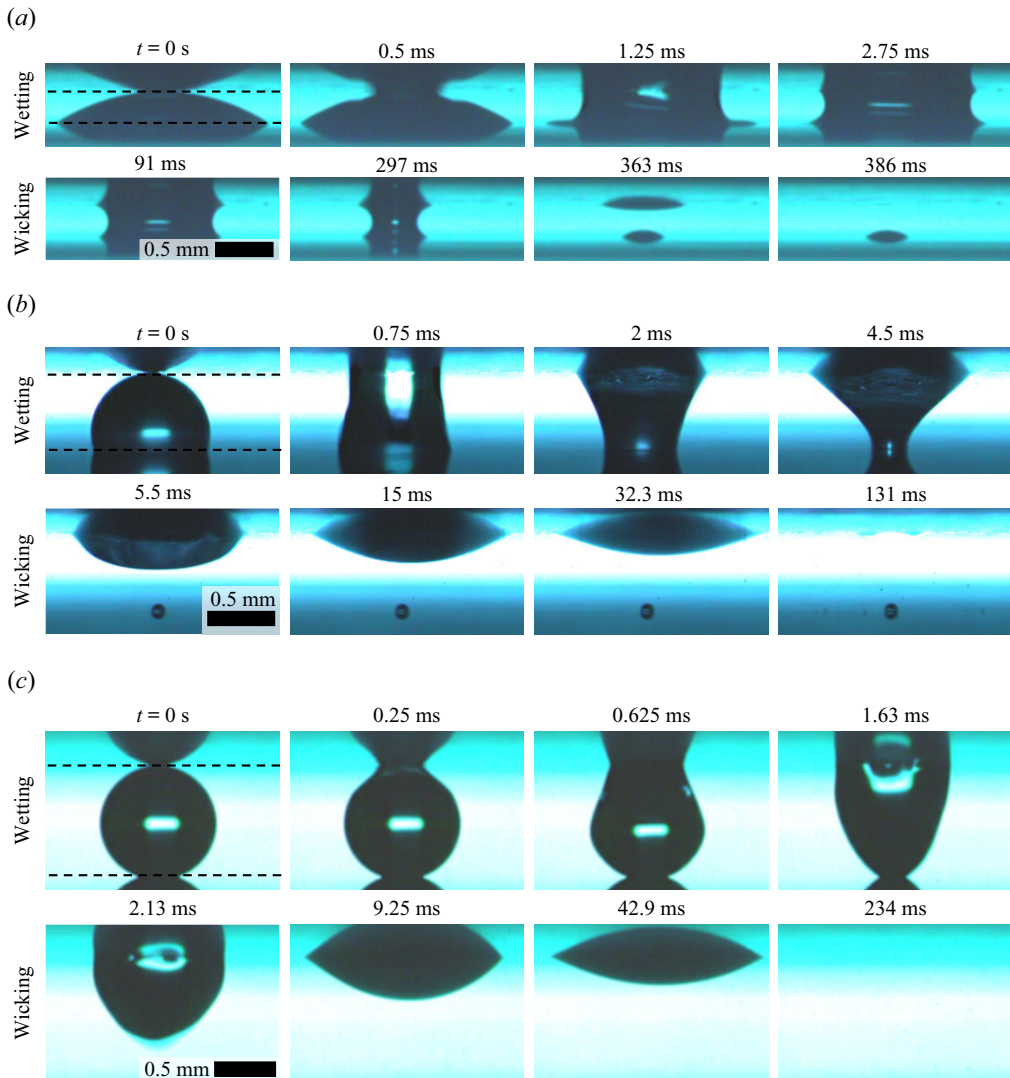 (a)
t = 0 s 0.5 ms 1.25 ms 2.75 ms
Wetting
91 ms 297 ms 363 ms 386 ms
Wicking
0.5 mm
(b)
t = 0 s 0.75 ms 2 ms 4.5 ms
Wetting
5.5 ms 15 ms 32.3 ms 131 ms
Wicking
0.5 mm
(c)
t = 0 s 0.25 ms 0.625 ms 1.63 ms
Wetting
2.13 ms 9.25 ms 42.9 ms 234 ms
Wicking
0.5 mm